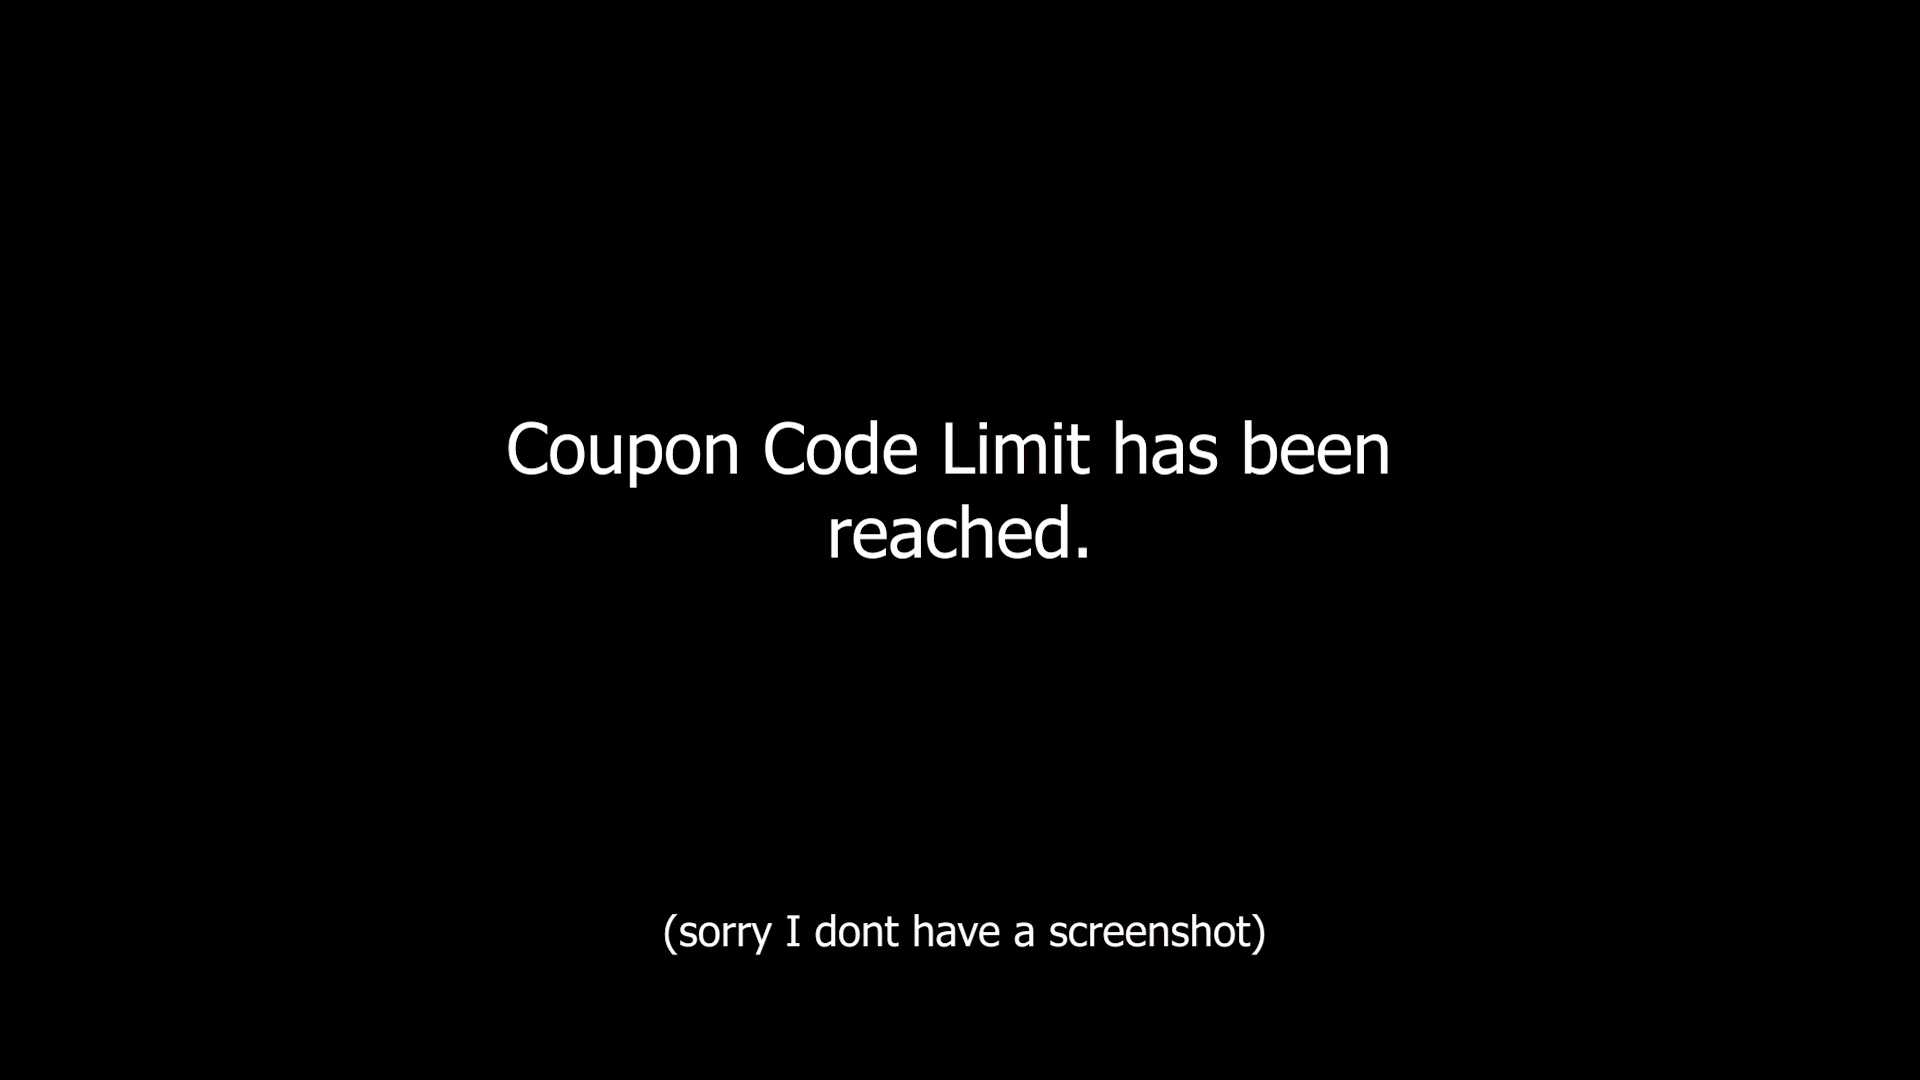 Coupon Code Limit has been
reached.
(sorry I dont have a screenshot)